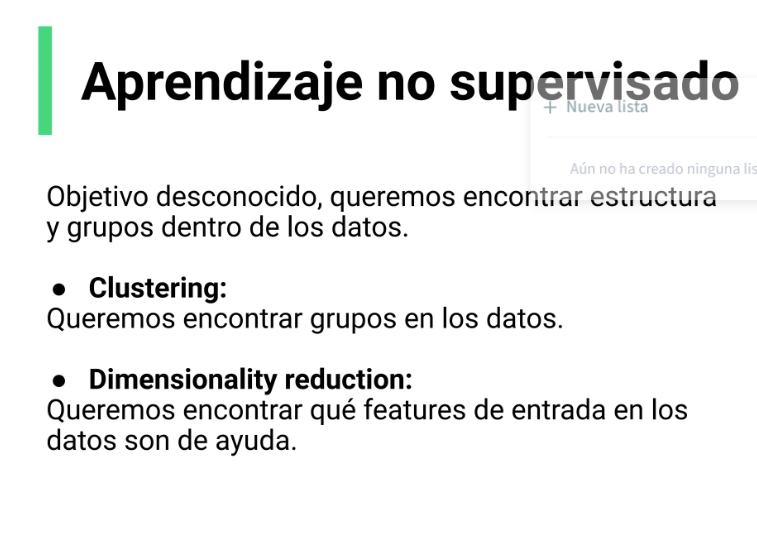 Aprendizaje no supervisado
+ Nueva lista
Aún no ha creado ninguna
Objetivo desconocido, queremos encontrar estructura
y grupos dentro de los datos.
● Clustering:
Queremos encontrar grupos en los datos.
● Dimensionality reduction:
Queremos encontrar qué features de entrada en los
datos son de ayuda.